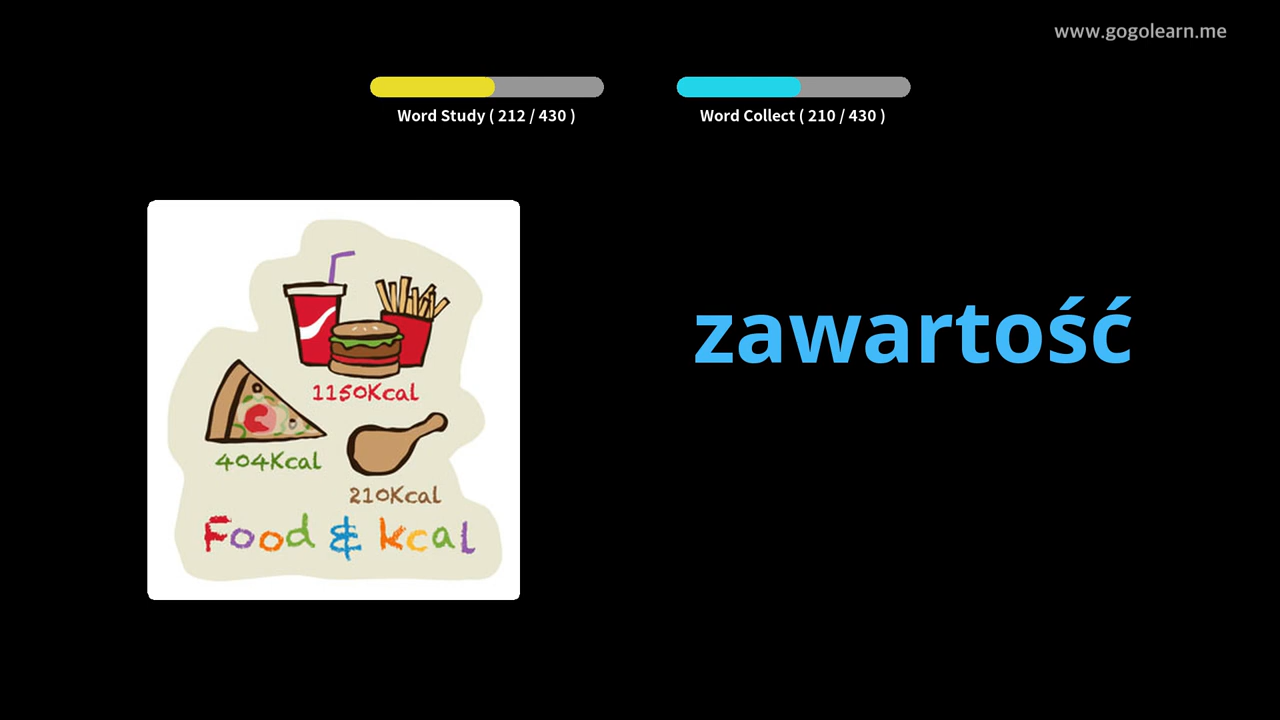 www.gogolearn.me
Word Study ( 212 / 430 )
Word Collect ( 210 / 430 )
1150Kcal
404Kcal
210Kcal
Food & kcal
zawartość